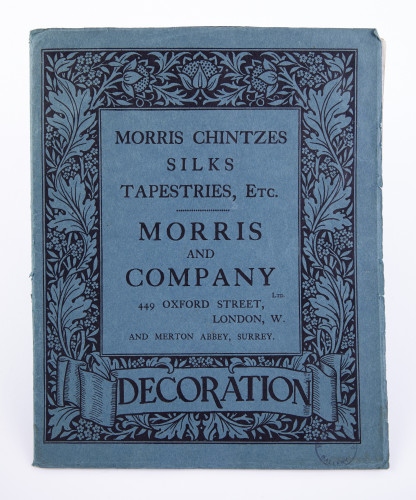 MORRIS CHINTZES
SILKS
TAPESTRIES, ETC.
MORRIS
AND
COMPANY
LTD.
449 OXFORD STREET,
LONDON, W.
AND MERTON ABBEY, SURREY.
DECORATION